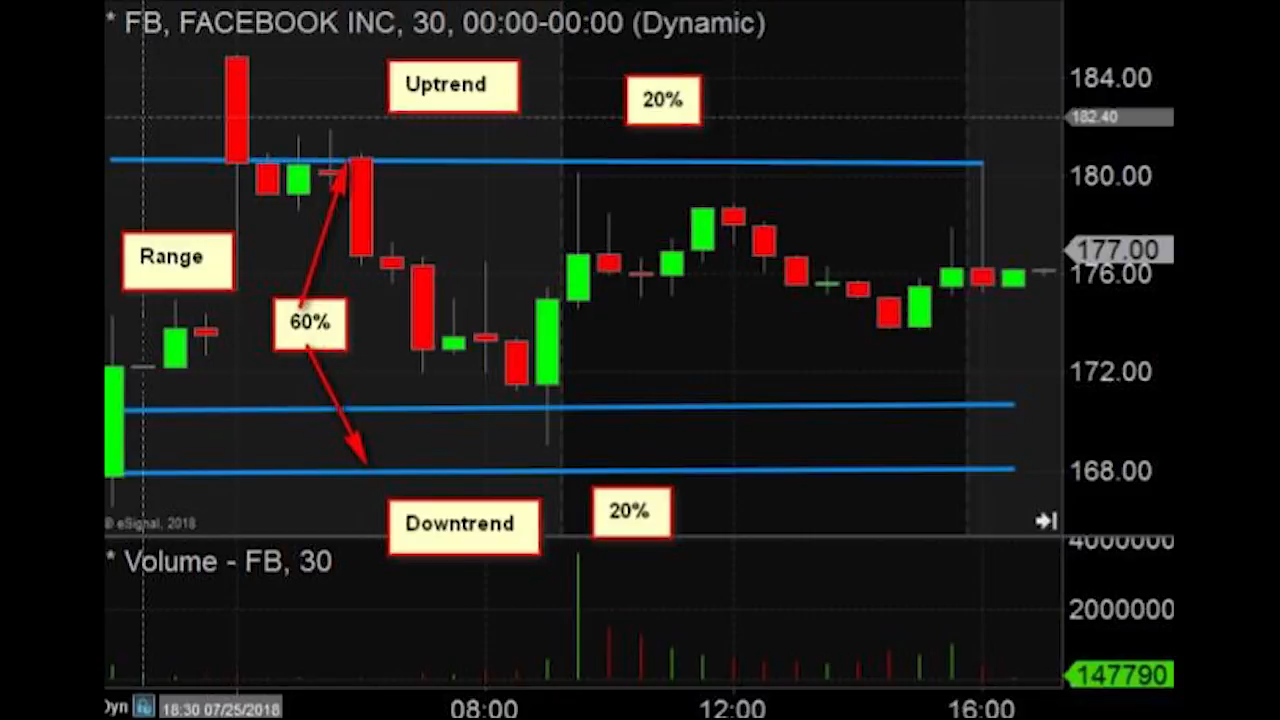 * FB, FACEBOOK INC, 30, 00:00-00:00 (Dynamic)
Uptrend
20%
184.00
182.40
180.00
Range
177.00
176.00
60%
172.00
168.00
Downtrend
20%
© eSignal, 2018
* Volume - FB, 30
4000000
2000000
147790
Dyn
18:30 07/25/2018
08:00
12:00
16:00